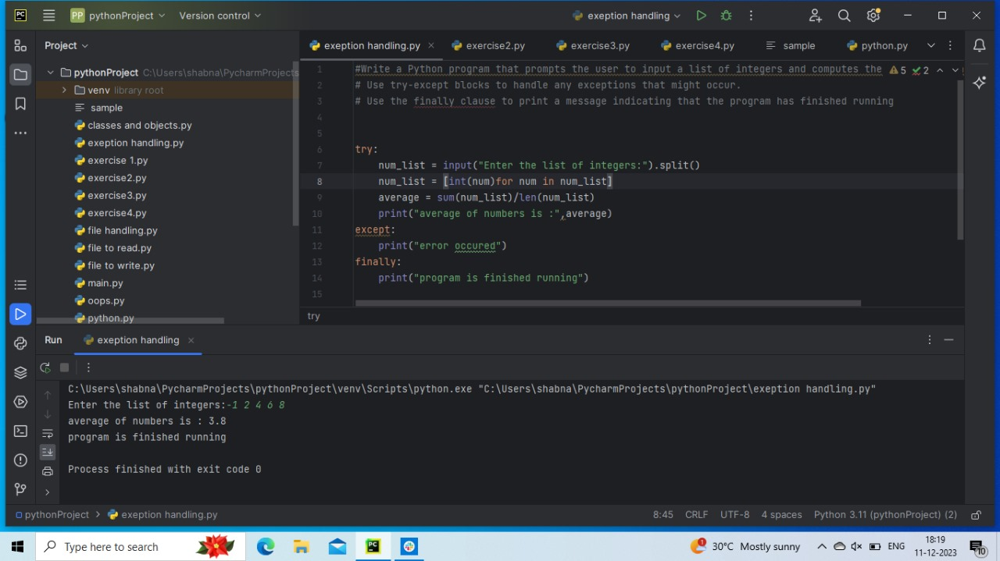 PC PP pythonProject Version control exeption handling
Project
exeption handling.py exercise2.py exercise3.py exercise4.py sample python.py
pythonProject C:\Users\shabna\PycharmProjects
venv library root
sample
classes and objects.py
exeption handling.py
exercise 1.py
exercise2.py
exercise3.py
exercise4.py
file handling.py
file to read.py
file to write.py
main.py
oops.py
python.py
1 #Write a Python program that prompts the user to input a list of integers and computes the 5 2
2 # Use try-except blocks to handle any exceptions that might occur.
3 # Use the finally clause to print a message indicating that the program has finished running
4
5
6 try:
7 num_list = input("Enter the list of integers:").split()
8 num_list = [int(num)for num in num_list]
9 average = sum(num_list)/len(num_list)
10 print("average of numbers is :",average)
11 except:
12 print("error occured")
13 finally:
14 print("program is finished running")
15
try
Run exeption handling
C:\Users\shabna\PycharmProjects\pythonProject\venv\Scripts\python.exe "C:\Users\shabna\PycharmProjects\pythonProject\exeption handling.py"
Enter the list of integers:-1 2 4 6 8
average of numbers is : 3.8
program is finished running
Process finished with exit code 0
pythonProject > exeption handling.py 8:45 CRLF UTF-8 4 spaces Python 3.11 (pythonProject) (2)
Type here to search PC 1 30°C Mostly sunny ENG 18:19
11-12-2023 10